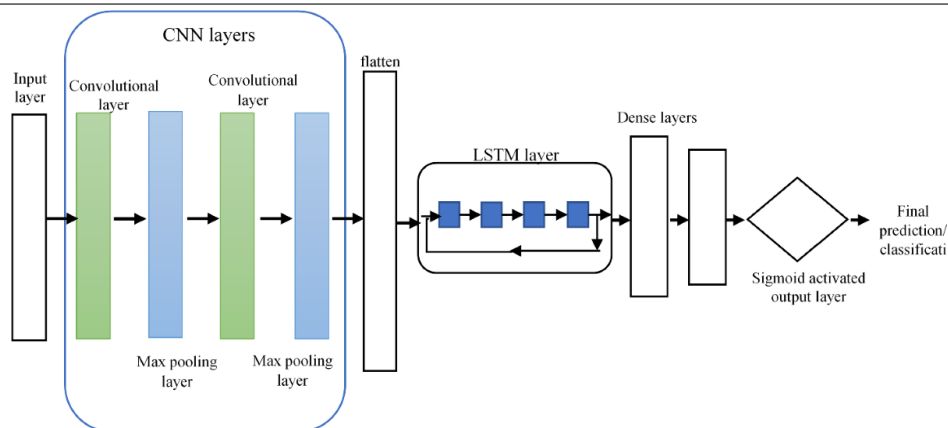 CNN layers
Input
layer
Convolutional
layer
Max pooling
layer
Convolutional
layer
Max pooling
layer
flatten
LSTM layer
Dense layers
Sigmoid activated
output layer
Final
prediction/
classificati